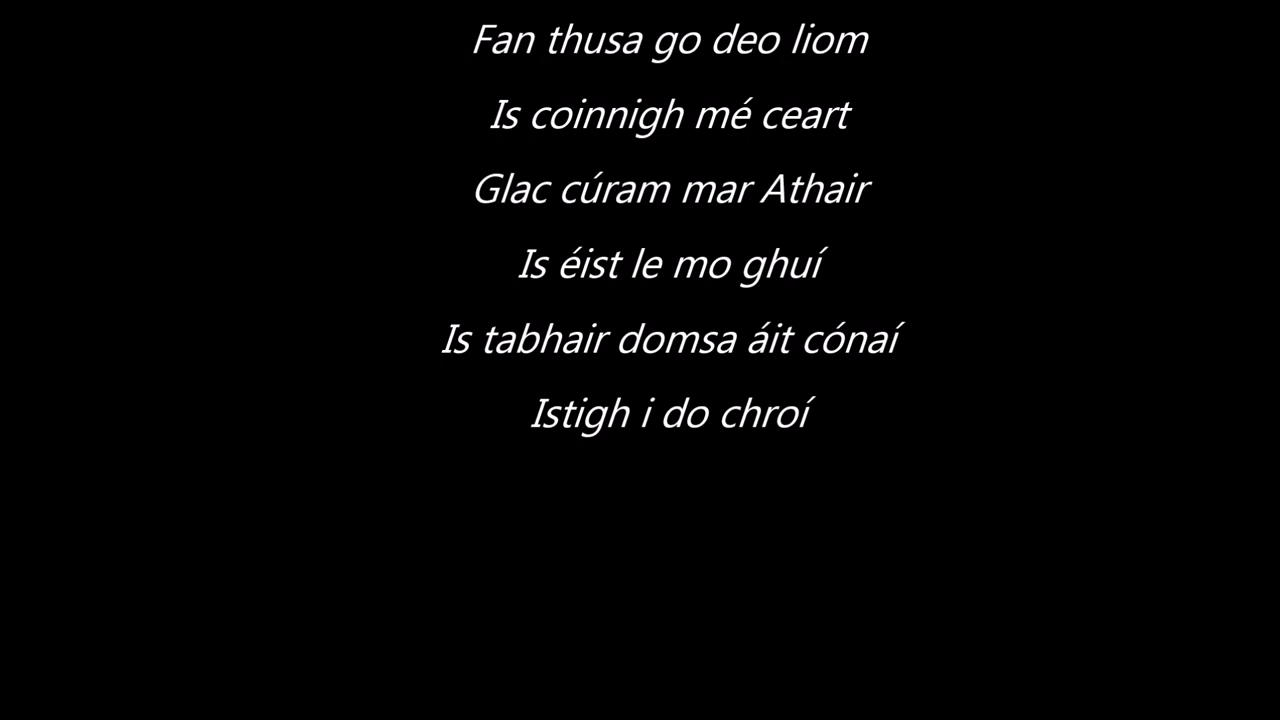 Fan thusa go deo liom
Is coinnigh mé ceart
Glac cúram mar Athair
Is éist le mo ghuí
Is tabhair domsa áit cónaí
Istigh i do chroí